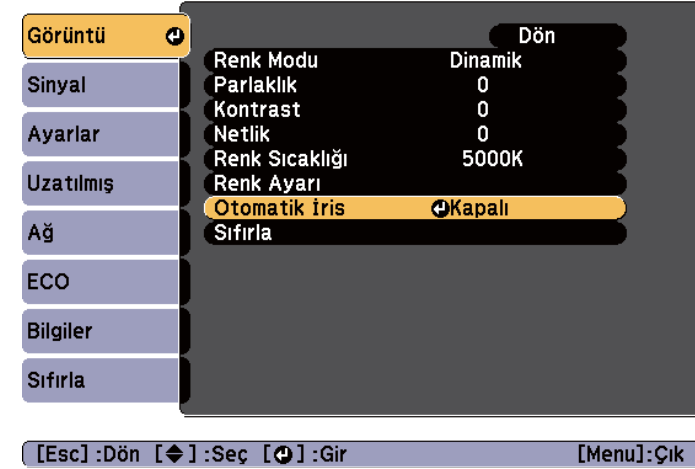 Görüntü
Sinyal
Ayarlar
Uzatılmış
Ağ
ECO
Bilgiler
Sıfırla
Dön
Renk Modu Dinamik
Parlaklık 0
Kontrast 0
Netlik 0
Renk Sıcaklığı 5000K
Renk Ayarı
Otomatik İris Kapalı
Sıfırla
[Esc] :Dön [◆] :Seç [⏎] :Gir [Menu]:Çık